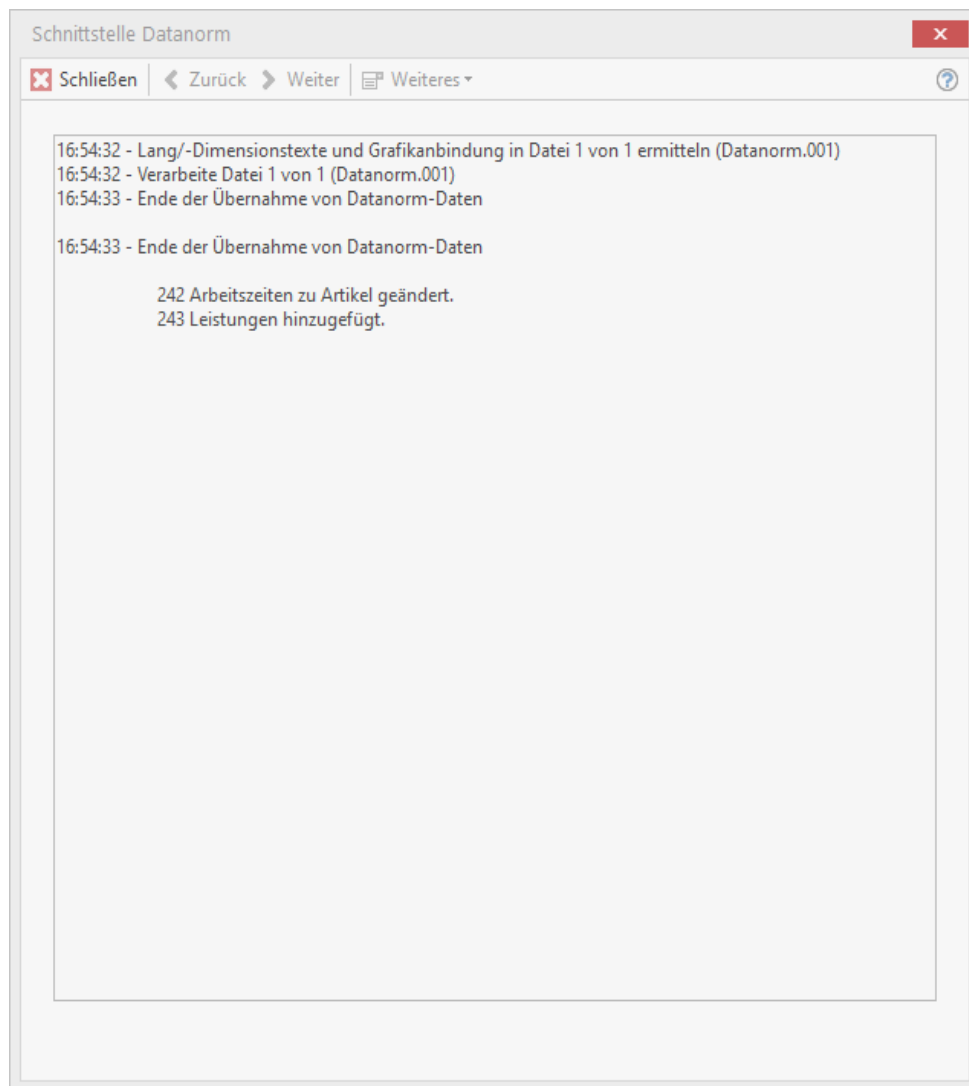 Schnittstelle Datanorm
Schließen Zurück Weiter Weiteres
16:54:32 - Lang/-Dimensionstexte und Grafikanbindung in Datei 1 von 1 ermitteln (Datanorm.001)
16:54:32 - Verarbeite Datei 1 von 1 (Datanorm.001)
16:54:33 - Ende der Übernahme von Datanorm-Daten
16:54:33 - Ende der Übernahme von Datanorm-Daten
242 Arbeitszeiten zu Artikel geändert.
243 Leistungen hinzugefügt.